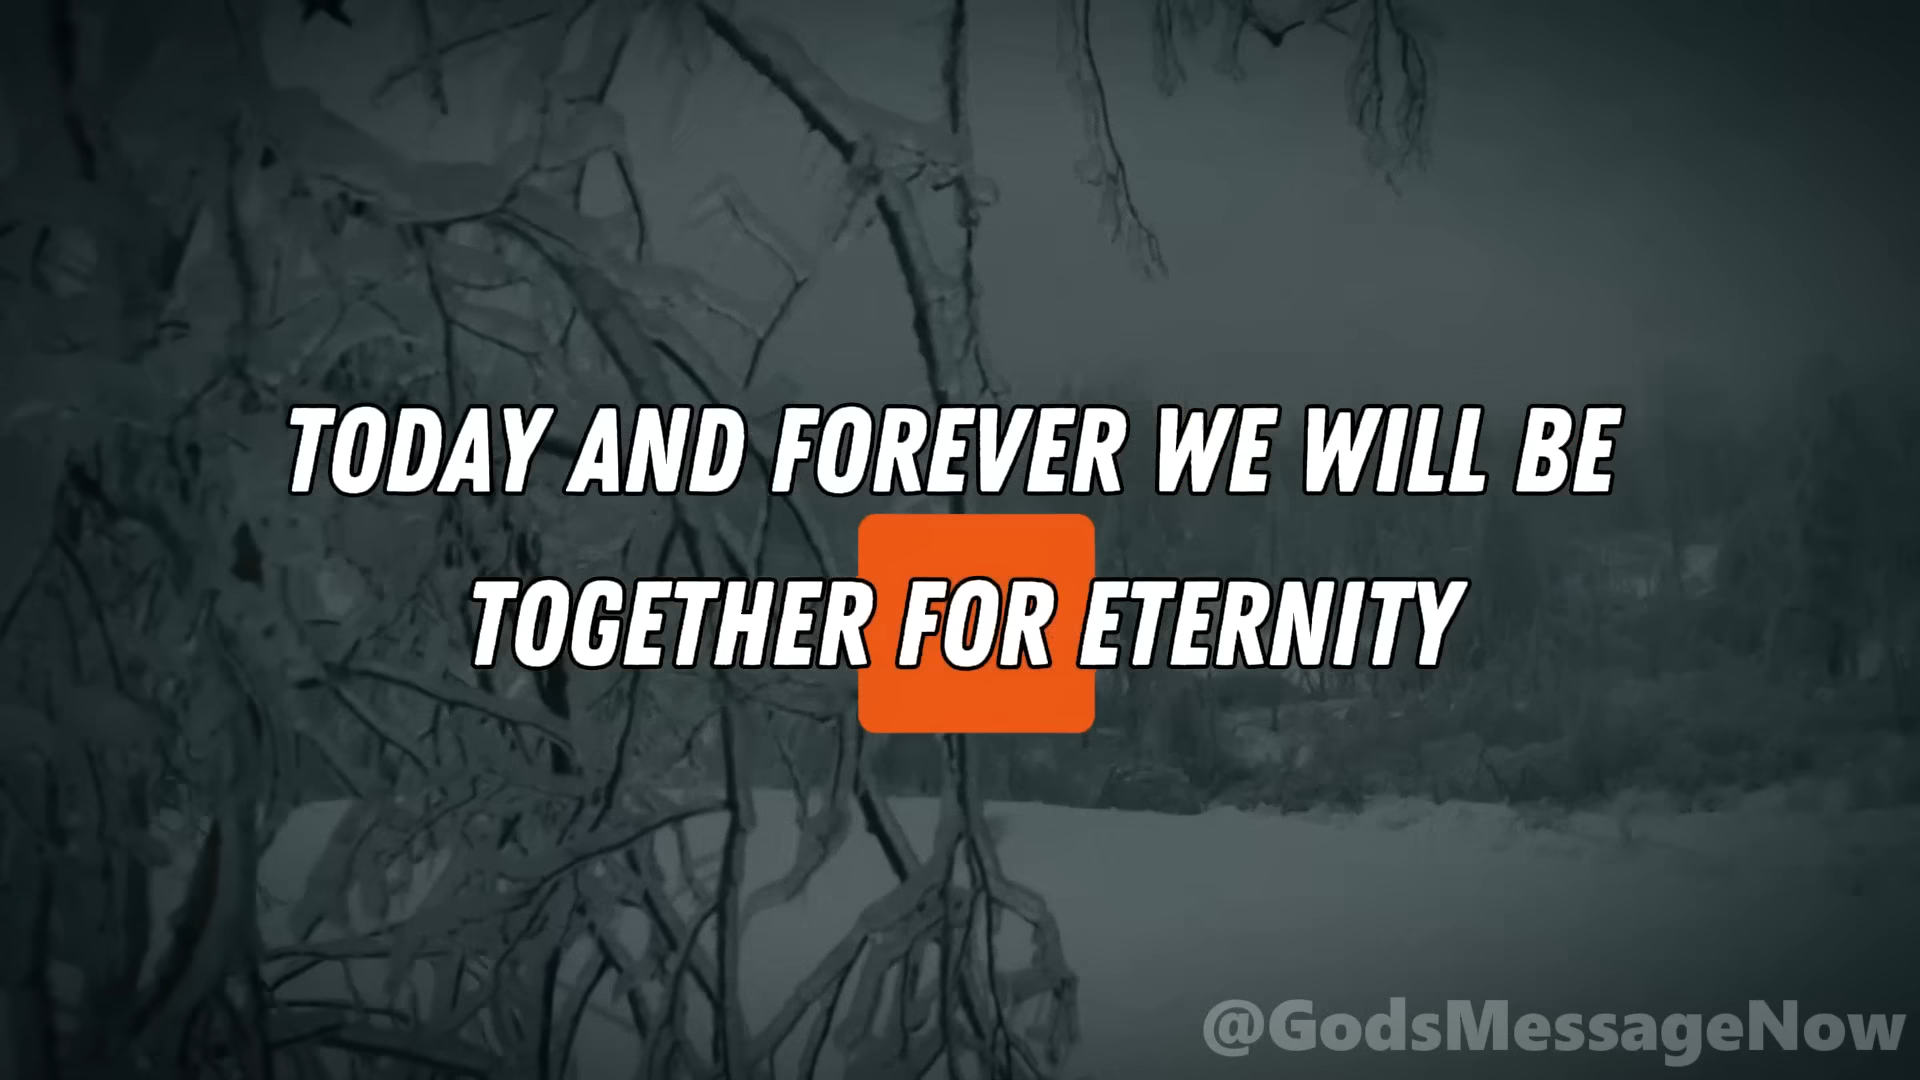 TODAY AND FOREVER WE WILL BE
TOGETHER FOR ETERNITY
@GodsMessageNow